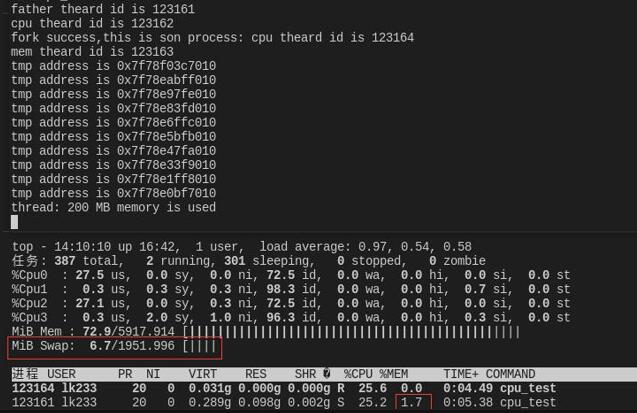 father theard id is 123161
cpu theard id is 123162
fork success,this is son process: cpu theard id is 123164
mem theard id is 123163
tmp address is 0x7f78f03c7010
tmp address is 0x7f78eabff010
tmp address is 0x7f78e97fe010
tmp address is 0x7f78e83fd010
tmp address is 0x7f78e6ffc010
tmp address is 0x7f78e5bfb010
tmp address is 0x7f78e47fa010
tmp address is 0x7f78e33f9010
tmp address is 0x7f78e1ff8010
tmp address is 0x7f78e0bf7010
thread: 200 MB memory is used
top - 14:10:10 up 16:42,  1 user,  load average: 0.97, 0.54, 0.58
任务: 387 total,   2 running, 301 sleeping,   0 stopped,   0 zombie
%Cpu0  : 27.5 us,  0.0 sy,  0.0 ni, 72.5 id,  0.0 wa,  0.0 hi,  0.0 si,  0.0 st
%Cpu1  :  0.3 us,  0.3 sy,  0.3 ni, 98.3 id,  0.0 wa,  0.0 hi,  0.7 si,  0.0 st
%Cpu2  : 27.1 us,  0.0 sy,  0.3 ni, 72.5 id,  0.0 wa,  0.0 hi,  0.0 si,  0.0 st
%Cpu3  :  0.3 us,  2.0 sy,  1.0 ni, 96.3 id,  0.0 wa,  0.0 hi,  0.3 si,  0.0 st
MiB Mem : 72.9/5917.914 [||||||||||||||||||||||||||||||||||||||||||||||
MiB Swap:  6.7/1951.996 [||||
进程 USER      PR  NI    VIRT    RES    SHR �  %CPU %MEM     TIME+ COMMAND
123164 lk233     20   0  0.031g 0.000g 0.000g R  25.6  0.0   0:04.49 cpu_test
123161 lk233     20   0  0.289g 0.098g 0.002g S  25.2  1.7   0:05.38 cpu_test